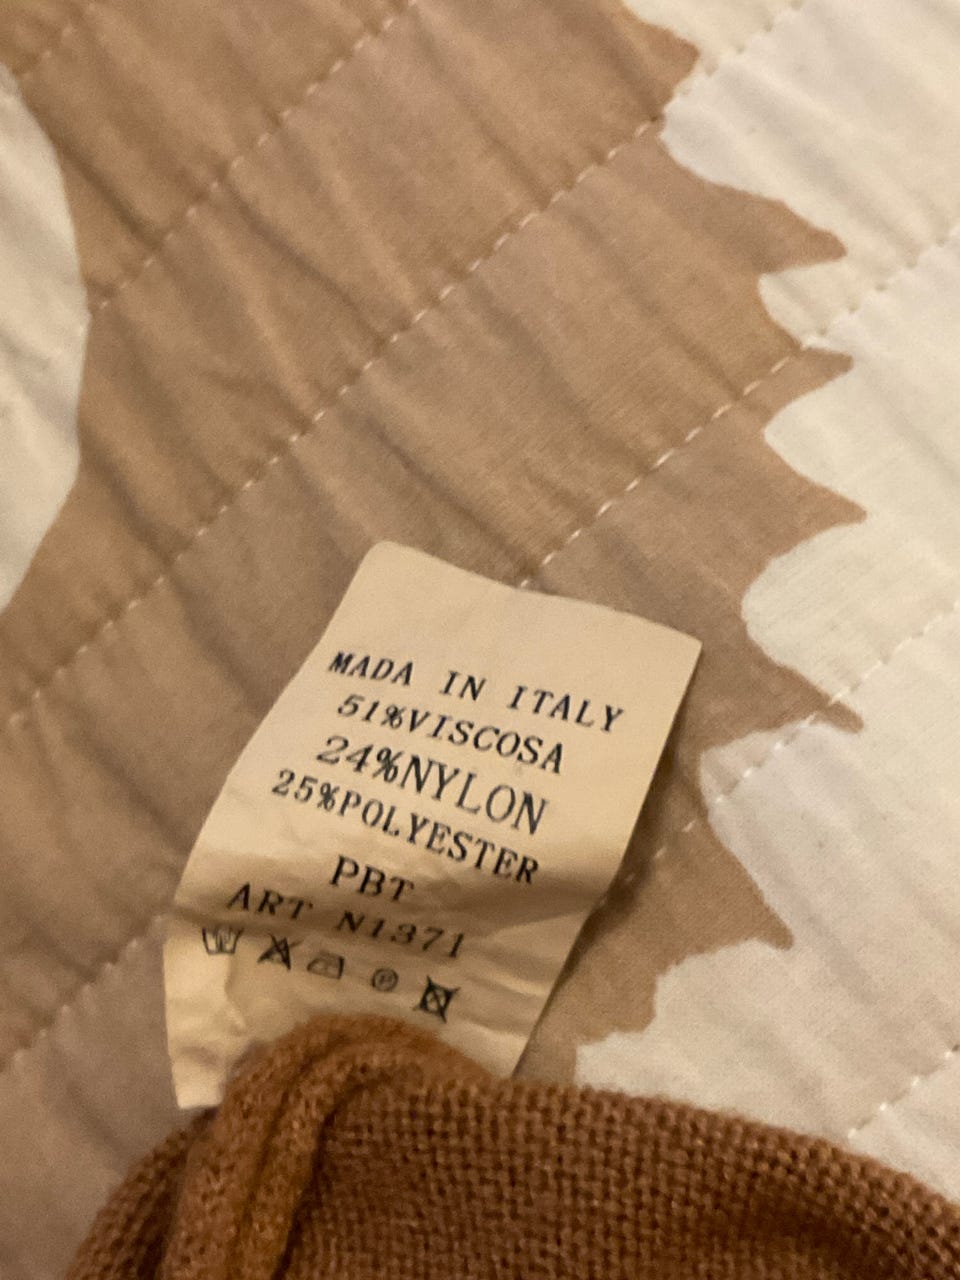 MADA IN ITALY
51%VISCOSA
24%NYLON
25%POLYESTER
PBT
ART N1371
P